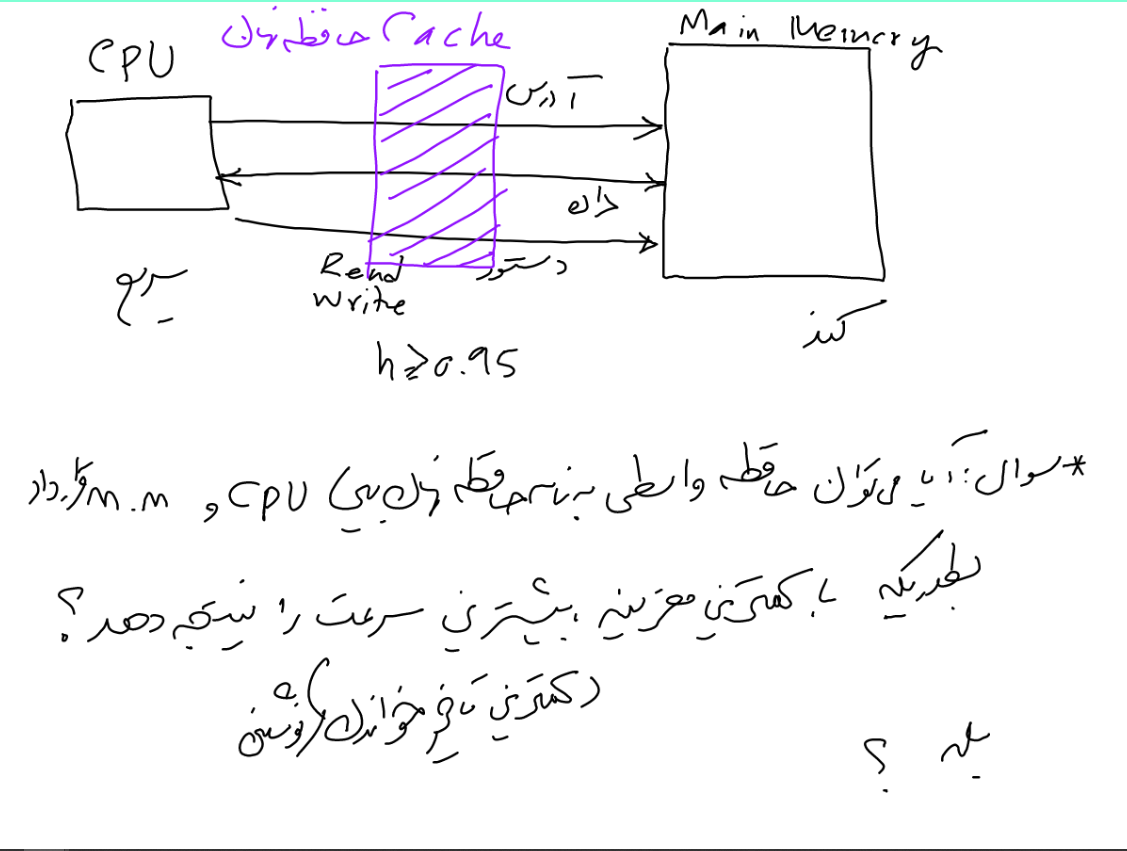 حافظه نهان Cache
Main Memory
CPU
آدرس
داده
Read
Write
دستور
سریع
کند
h ≥ 0.95
* سوال: آیا می توان حافظه واسطی به نام حافظه نهان بین CPU و m.m قرار داد
بطوریکه با کمترین هزینه بیشترین سرعت را نتیجه دهد؟
(کمترین تاخیر خواندن / نوشتن)
بله ؟